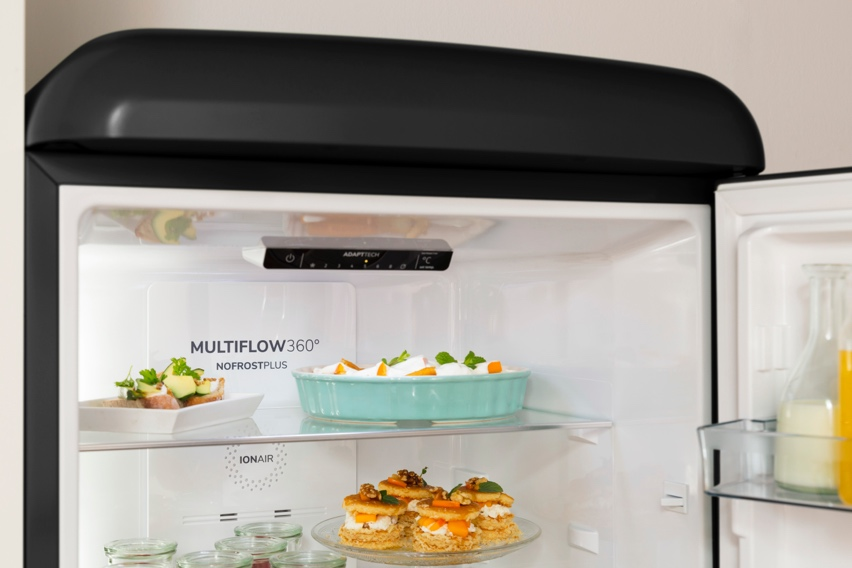 ADAPTTECH
°C
MULTIFLOW360°
NOFROSTPLUS
IONAIR